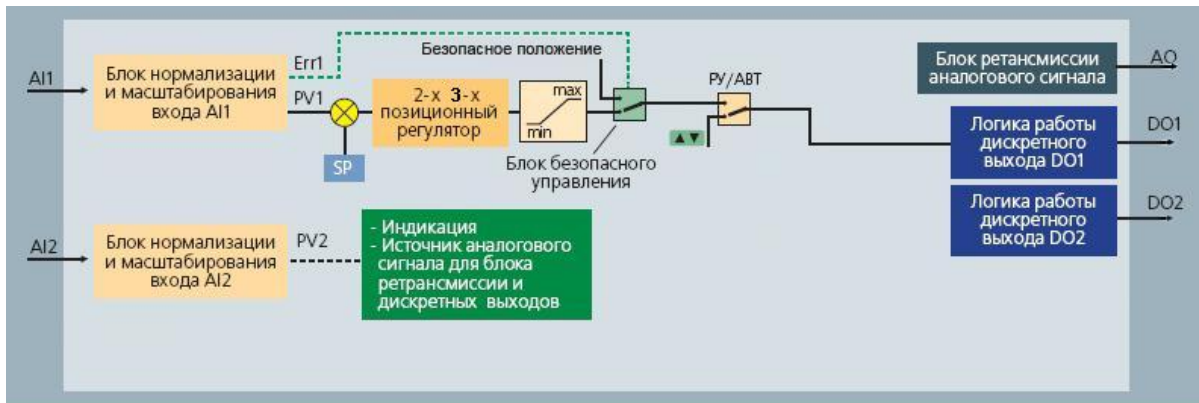 AI1
Блок нормализации
и масштабирования
входа AI1
Err1
PV1
SP
2-х 3-х
позиционный
регулятор
max
min
Безопасное положение
Блок безопасного
управления
РУ/АВТ
▲▼
Блок ретансмиссии
аналогового сигнала
AO
Логика работы
дискретного
выхода DO1
DO1
Логика работы
дискретного
выхода DO2
DO2
AI2
Блок нормализации
и масштабирования
входа AI2
PV2
- Индикация
- Источник аналогового
сигнала для блока
ретрансмиссии и
дискретных выходов